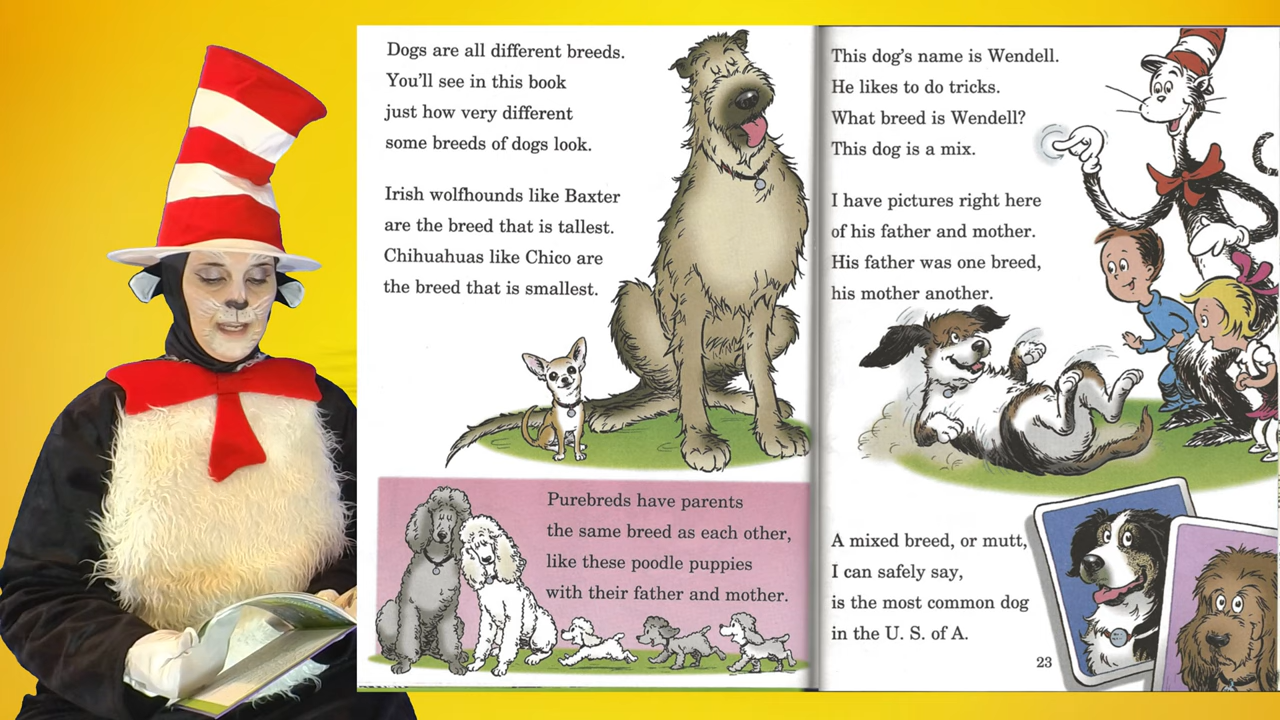 Dogs are all different breeds.
You'll see in this book
just how very different
some breeds of dogs look.
Irish wolfhounds like Baxter
are the breed that is tallest.
Chihuahuas like Chico are
the breed that is smallest.
Purebreds have parents
the same breed as each other,
like these poodle puppies
with their father and mother.
This dog's name is Wendell.
He likes to do tricks.
What breed is Wendell?
This dog is a mix.
I have pictures right here
of his father and mother.
His father was one breed,
his mother another.
A mixed breed, or mutt,
I can safely say,
is the most common dog
in the U. S. of A.
23